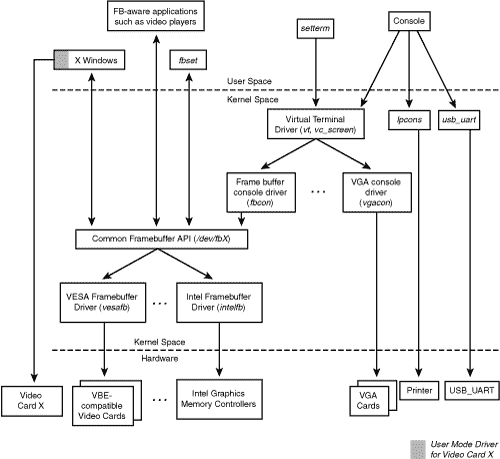 FB-aware applications
such as video players
setterm
Console
X Windows
fbset
User Space
Kernel Space
Virtual Terminal
Driver (vt, vc_screen)
lpcons
usb_uart
Frame buffer
console driver
(fbcon)
...
VGA console
driver
(vgacon)
Common Framebuffer API (/dev/fbX)
VESA Framebuffer
Driver (vesafb)
...
Intel Framebuffer
Driver (intelfb)
Kernel Space
Hardware
Video
Card X
VBE-
compatible
Video Cards
...
Intel Graphics
Memory Controllers
VGA
Cards
Printer
USB_UART
User Mode Driver
for Video Card X